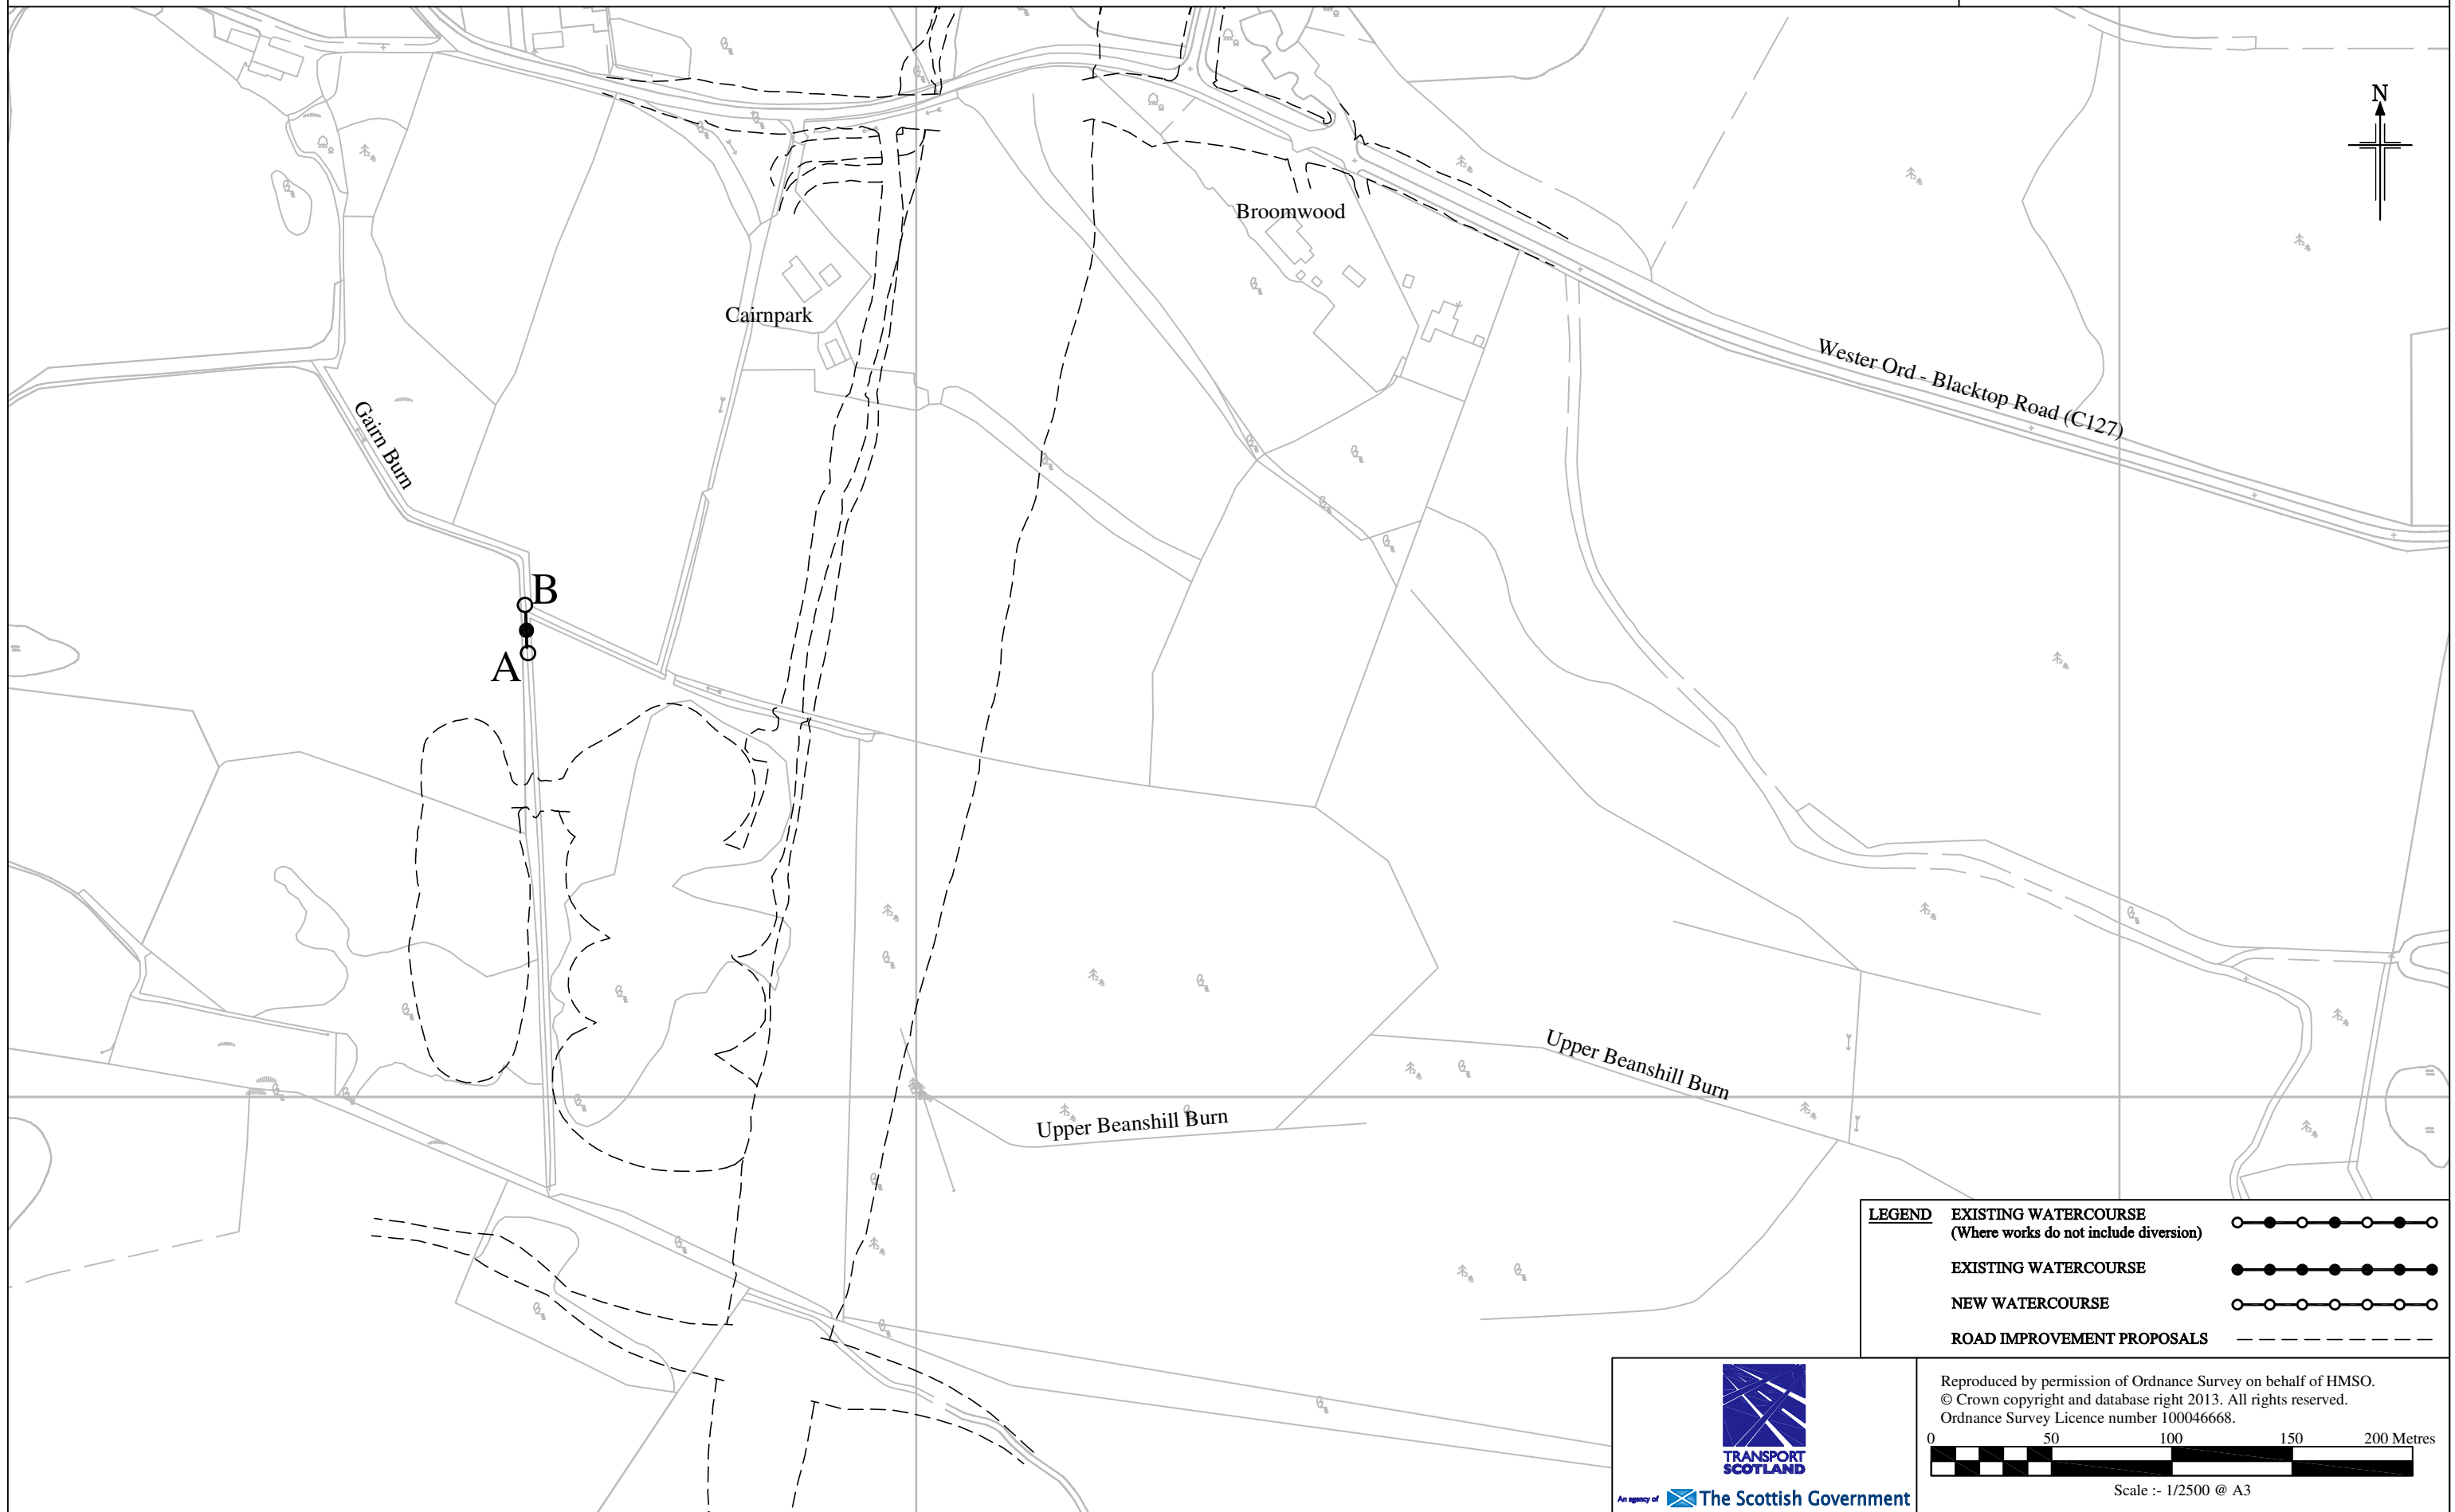 N
Broomwood
Cairnpark
Wester Ord - Blacktop Road (C127)
Gairn Burn
B
A
Upper Beanshill Burn
Upper Beanshill Burn
LEGEND
EXISTING WATERCOURSE
(Where works do not include diversion)
EXISTING WATERCOURSE
NEW WATERCOURSE
ROAD IMPROVEMENT PROPOSALS
TRANSPORT
SCOTLAND
An agency of The Scottish Government
Reproduced by permission of Ordnance Survey on behalf of HMSO.
© Crown copyright and database right 2013. All rights reserved.
Ordnance Survey Licence number 100046668.
0 50 100 150 200 Metres
Scale :- 1/2500 @ A3